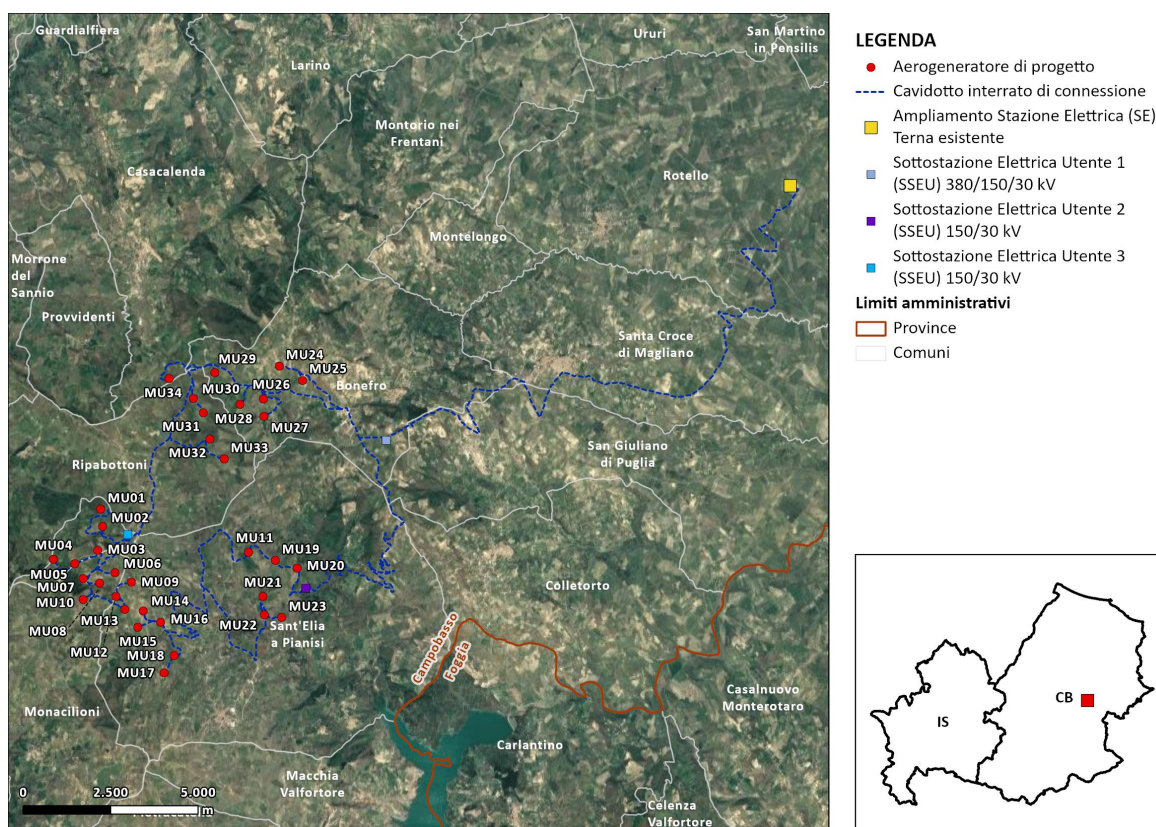 Guardialfiera
Ururi
San Martino
in Pensilis
Larino
Montorio nei
Frentani
Casacalenda
Rotello
Montelongo
Morrone
del
Sannio
Provvidenti
Santa Croce
di Magliano
MU29
MU24
MU25
MU34
MU30
MU26
Bonefro
MU31
MU28
MU27
MU32
MU33
San Giuliano
di Puglia
Ripabottoni
MU01
MU02
MU04
MU03
MU11
MU19
MU05
MU06
MU20
MU07
MU09
MU21
Colletorto
MU10
MU14
MU23
MU08
MU13
MU16
MU22
Sant'Elia
a Pianisi
MU12
MU15
MU18
MU17
Campobasso
Foggia
Casalnuovo
Monterotaro
Monacilioni
Carlantino
Macchia
Valfortore
Celenza
Valfortore
0 2.500 5.000
m
LEGENDA
Aerogeneratore di progetto
Cavidotto interrato di connessione
Ampliamento Stazione Elettrica (SE)
Terna esistente
Sottostazione Elettrica Utente 1
(SSEU) 380/150/30 kV
Sottostazione Elettrica Utente 2
(SSEU) 150/30 kV
Sottostazione Elettrica Utente 3
(SSEU) 150/30 kV
Limiti amministrativi
Province
Comuni
CB
IS